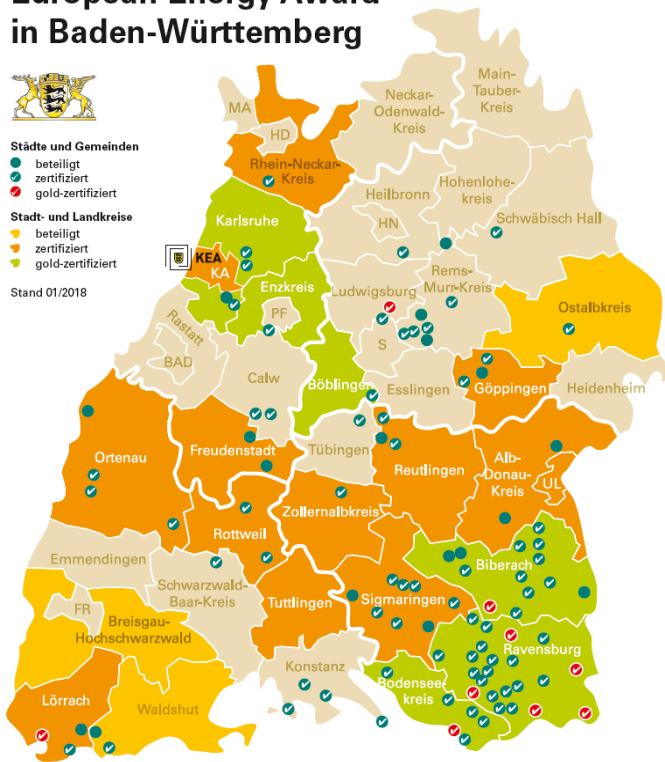 European Energy Award
in Baden-Württemberg
Städte und Gemeinden
beteiligt
zertifiziert
gold-zertifiziert
Stadt- und Landkreise
beteiligt
zertifiziert
gold-zertifiziert
Stand 01/2018
MA
HD
Rhein-Neckar-
Kreis
Neckar-
Odenwald-
Kreis
Main-
Tauber-
Kreis
Heilbronn
HN
Hohenlohe-
kreis
Schwäbisch Hall
Karlsruhe
KEA
KA
Enzkreis
PF
Ludwigsburg
Rems-
Murr-Kreis
Ostalbkreis
Rastatt
BAD
Calw
Böblingen
S
Esslingen
Göppingen
Heidenheim
Ortenau
Freudenstadt
Tübingen
Reutlingen
Alb-
Donau-
Kreis
UL
Rottweil
Zollernalbkreis
Emmendingen
Schwarzwald-
Baar-Kreis
Tuttlingen
Sigmaringen
Biberach
FR
Breisgau-
Hochschwarzwald
Ravensburg
Konstanz
Bodensee-
kreis
Lörrach
Waldshut